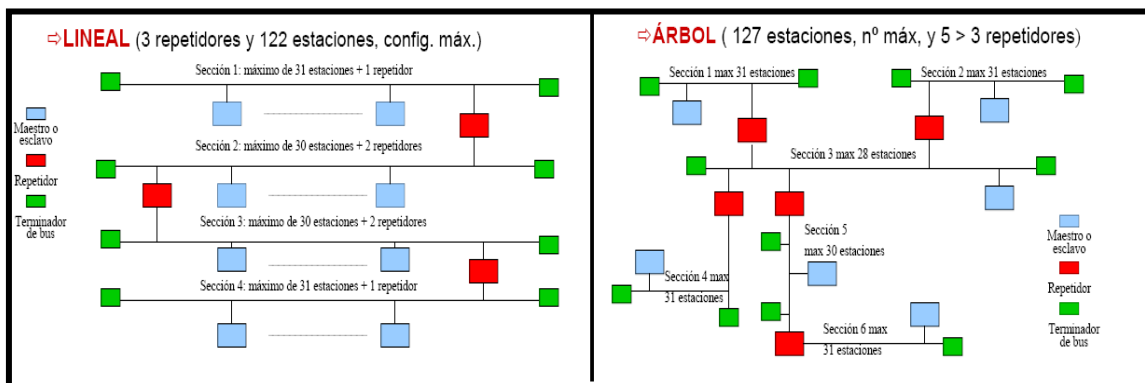 ⇨LINEAL (3 repetidores y 122 estaciones, config. máx.)
Sección 1: máximo de 31 estaciones + 1 repetidor
Maestro o
esclavo
Sección 2: máximo de 30 estaciones + 2 repetidores
Repetidor
Terminador
de bus
Sección 3: máximo de 30 estaciones + 2 repetidores
Sección 4: máximo de 31 estaciones + 1 repetidor
⇨ÁRBOL ( 127 estaciones, nº máx, y 5 > 3 repetidores)
Sección 1 max 31 estaciones
Sección 2 max 31 estaciones
Sección 3 max 28 estaciones
Sección 5
max 30 estaciones
Sección 4 max
31 estaciones
Sección 6 max
31 estaciones
Maestro o
esclavo
Repetidor
Terminador
de bus